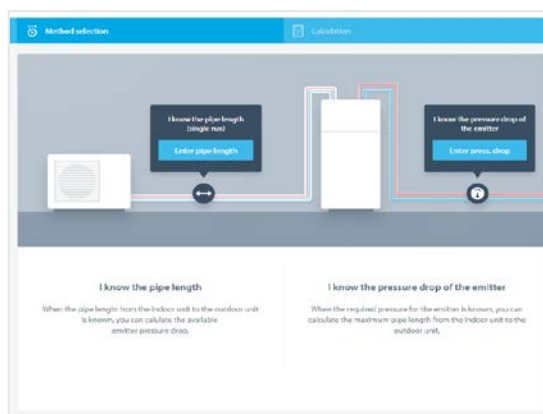 Method selection
Calculation
I know the pipe length
(single run)
Enter pipe length
I know the pressure drop of
the emitter
Enter press. drop
I know the pipe length
When the pipe lenght from the indoor unit to the outdoor unit
is known, you can calulate the available
emitter pressure drop.
I know the pressure drop of the emitter
When the required pressure for the emitter is known, you can
calculate the maximum pipe length from the indoor unit to the
outdoor unit.